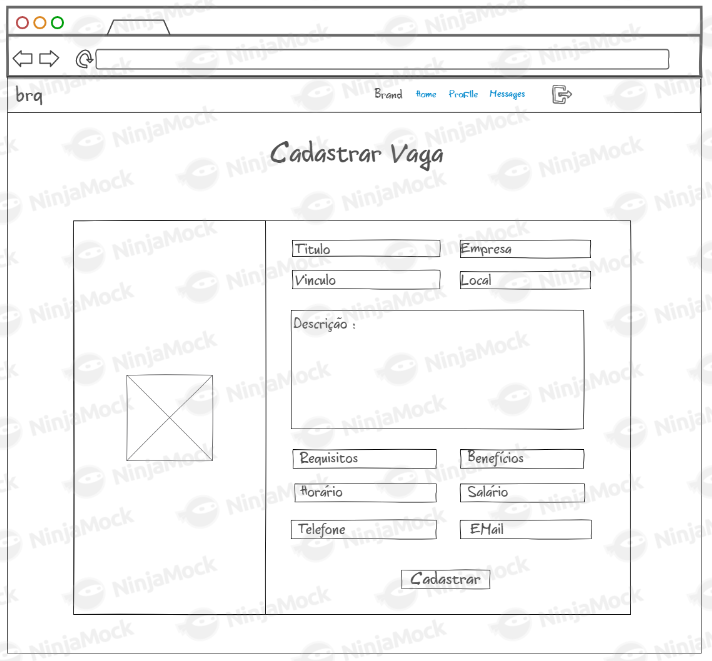 brq
Brand Home Profile Messages
Cadastrar Vaga
Titulo Empresa
Vinculo Local
Descrição :
Requisitos Benefícios
Horário Salário
Telefone EMail
Cadastrar
NinjaMock